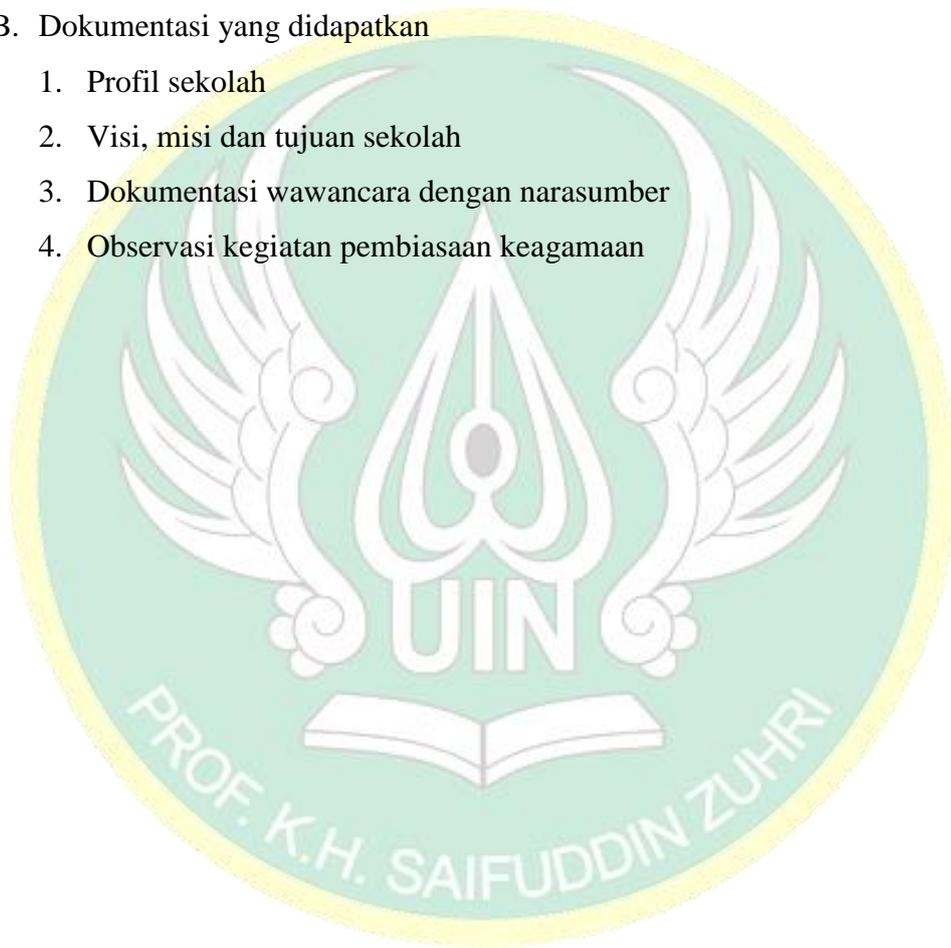 B. Dokumentasi yang didapatkan
1. Profil sekolah
2. Visi, misi dan tujuan sekolah
3. Dokumentasi wawancara dengan narasumber
4. Observasi kegiatan pembiasaan keagamaan
UIN
PROF. K.H. SAIFUDDIN ZUHRI